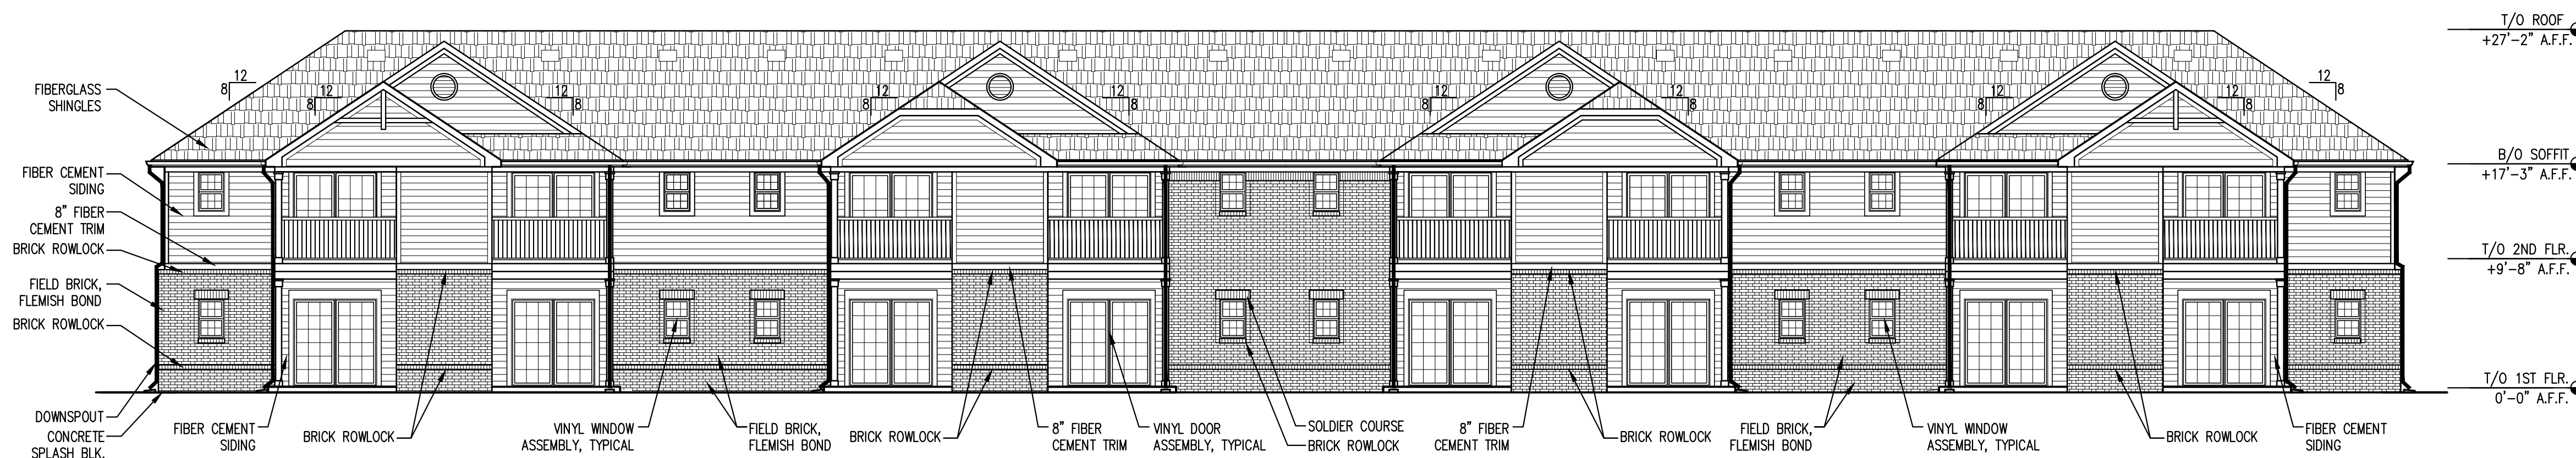 T/O ROOF
+27'-2" A.F.F.
12
8
12
8
12
8
12
8
12
8
12
8
12
8
12
8
12
8
12
8
FIBERGLASS
SHINGLES
B/O SOFFIT
+17'-3" A.F.F.
FIBER CEMENT
SIDING
8" FIBER
CEMENT TRIM
BRICK ROWLOCK
T/O 2ND FLR.
+9'-8" A.F.F.
FIELD BRICK,
FLEMISH BOND
BRICK ROWLOCK
T/O 1ST FLR.
0'-0" A.F.F.
DOWNSPOUT
CONCRETE
SPLASH BLK.
FIBER CEMENT
SIDING
BRICK ROWLOCK
VINYL WINDOW
ASSEMBLY, TYPICAL
FIELD BRICK,
FLEMISH BOND
BRICK ROWLOCK
8" FIBER
CEMENT TRIM
VINYL DOOR
ASSEMBLY, TYPICAL
SOLDIER COURSE
BRICK ROWLOCK
8" FIBER
CEMENT TRIM
BRICK ROWLOCK
FIELD BRICK,
FLEMISH BOND
VINYL WINDOW
ASSEMBLY, TYPICAL
BRICK ROWLOCK
FIBER CEMENT
SIDING